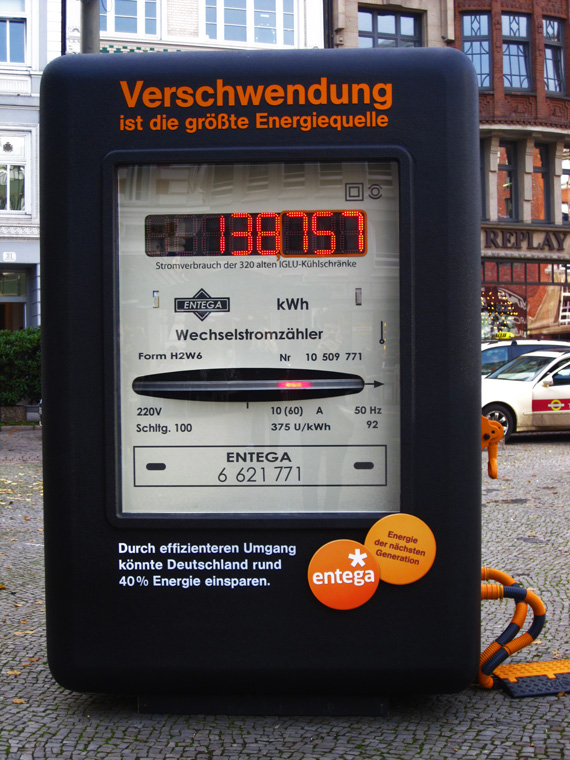 Verschwendung
ist die größte Energiequelle
138757
Stromverbrauch der 320 alten IGLU-Kühlschränke
ENTEGA
kWh
Wechselstromzähler
Form H2W6 Nr 10 509 771
220V 10 (60) A 50 Hz
Schltg. 100 375 U/kWh 92
ENTEGA
6 621 771
Durch effizienteren Umgang
könnte Deutschland rund
40% Energie einsparen.
entega
Energie
der nächsten
Generation
REPLAY